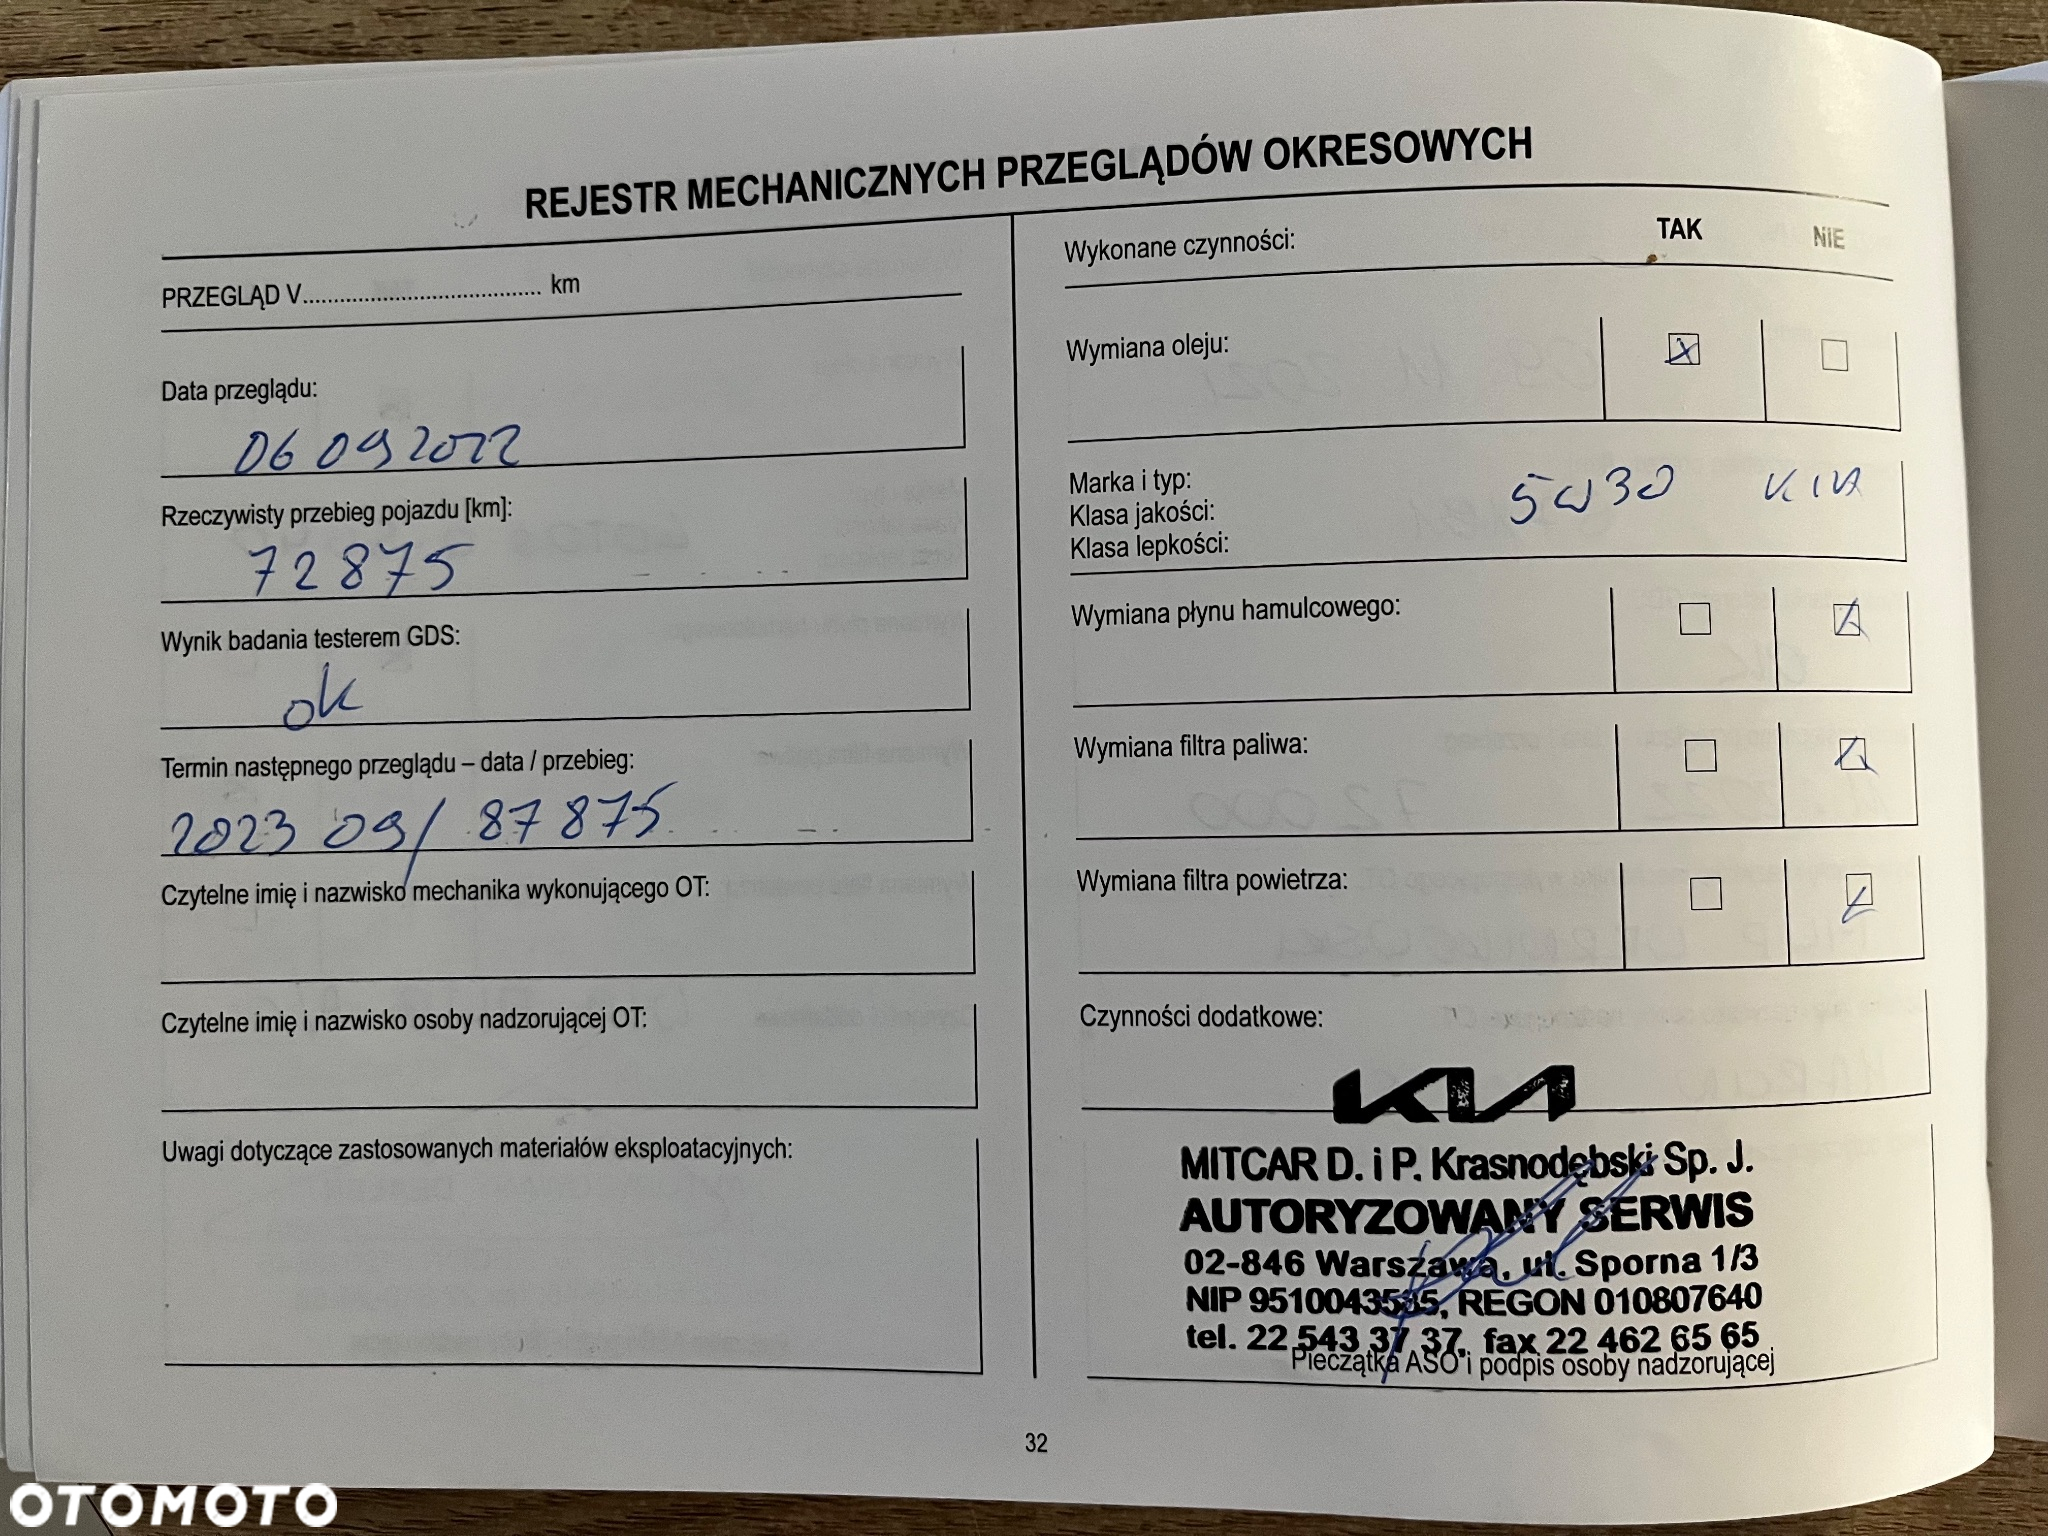 REJESTR MECHANICZNYCH PRZEGLĄDÓW OKRESOWYCH
PRZEGLĄD V...................................... km
Data przeglądu:
06 09 2022
Rzeczywisty przebieg pojazdu [km]:
72875
Wynik badania testerem GDS:
ok
Termin następnego przeglądu – data / przebieg:
2023 09 / 87875
Czytelne imię i nazwisko mechanika wykonującego OT:
Czytelne imię i nazwisko osoby nadzorującej OT:
Uwagi dotyczące zastosowanych materiałów eksploatacyjnych:
Wykonane czynności: TAK NIE
Wymiana oleju:
Marka i typ: 5W30 KIA
Klasa jakości:
Klasa lepkości:
Wymiana płynu hamulcowego:
Wymiana filtra paliwa:
Wymiana filtra powietrza:
Czynności dodatkowe:
KIA
MITCAR D. i P. Krasnodębski Sp. J.
AUTORYZOWANY SERWIS
02-846 Warszawa, ul. Sporna 1/3
NIP 9510043535, REGON 010807640
tel. 22 543 37 37, fax 22 462 65 65
Pieczątka ASO i podpis osoby nadzorującej
32
OTOMOTO